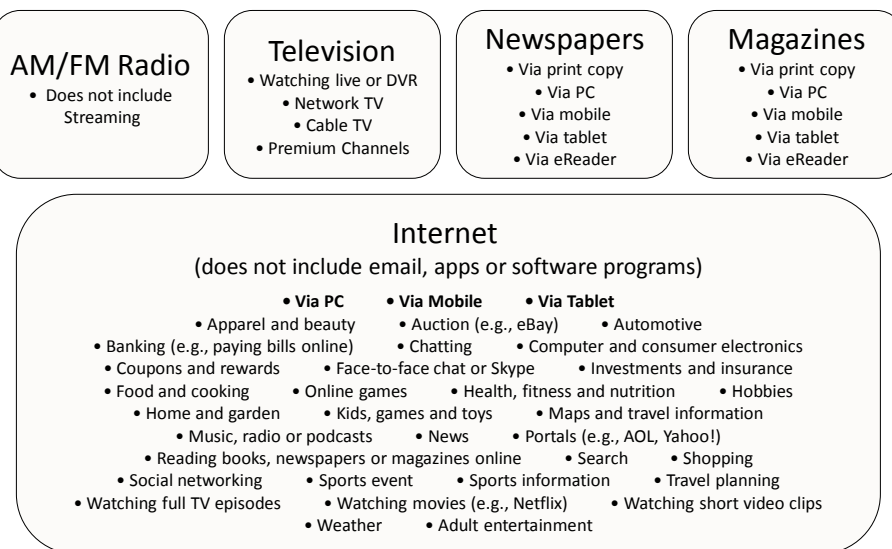 AM/FM Radio
• Does not include
Streaming
Television
• Watching live or DVR
• Network TV
• Cable TV
• Premium Channels
Newspapers
• Via print copy
• Via PC
• Via mobile
• Via tablet
• Via eReader
Magazines
• Via print copy
• Via PC
• Via mobile
• Via tablet
• Via eReader
Internet
(does not include email, apps or software programs)
• Via PC • Via Mobile • Via Tablet
• Apparel and beauty • Auction (e.g., eBay) • Automotive
• Banking (e.g., paying bills online) • Chatting • Computer and consumer electronics
• Coupons and rewards • Face-to-face chat or Skype • Investments and insurance
• Food and cooking • Online games • Health, fitness and nutrition • Hobbies
• Home and garden • Kids, games and toys • Maps and travel information
• Music, radio or podcasts • News • Portals (e.g., AOL, Yahoo!)
• Reading books, newspapers or magazines online • Search • Shopping
• Social networking • Sports event • Sports information • Travel planning
• Watching full TV episodes • Watching movies (e.g., Netflix) • Watching short video clips
• Weather • Adult entertainment